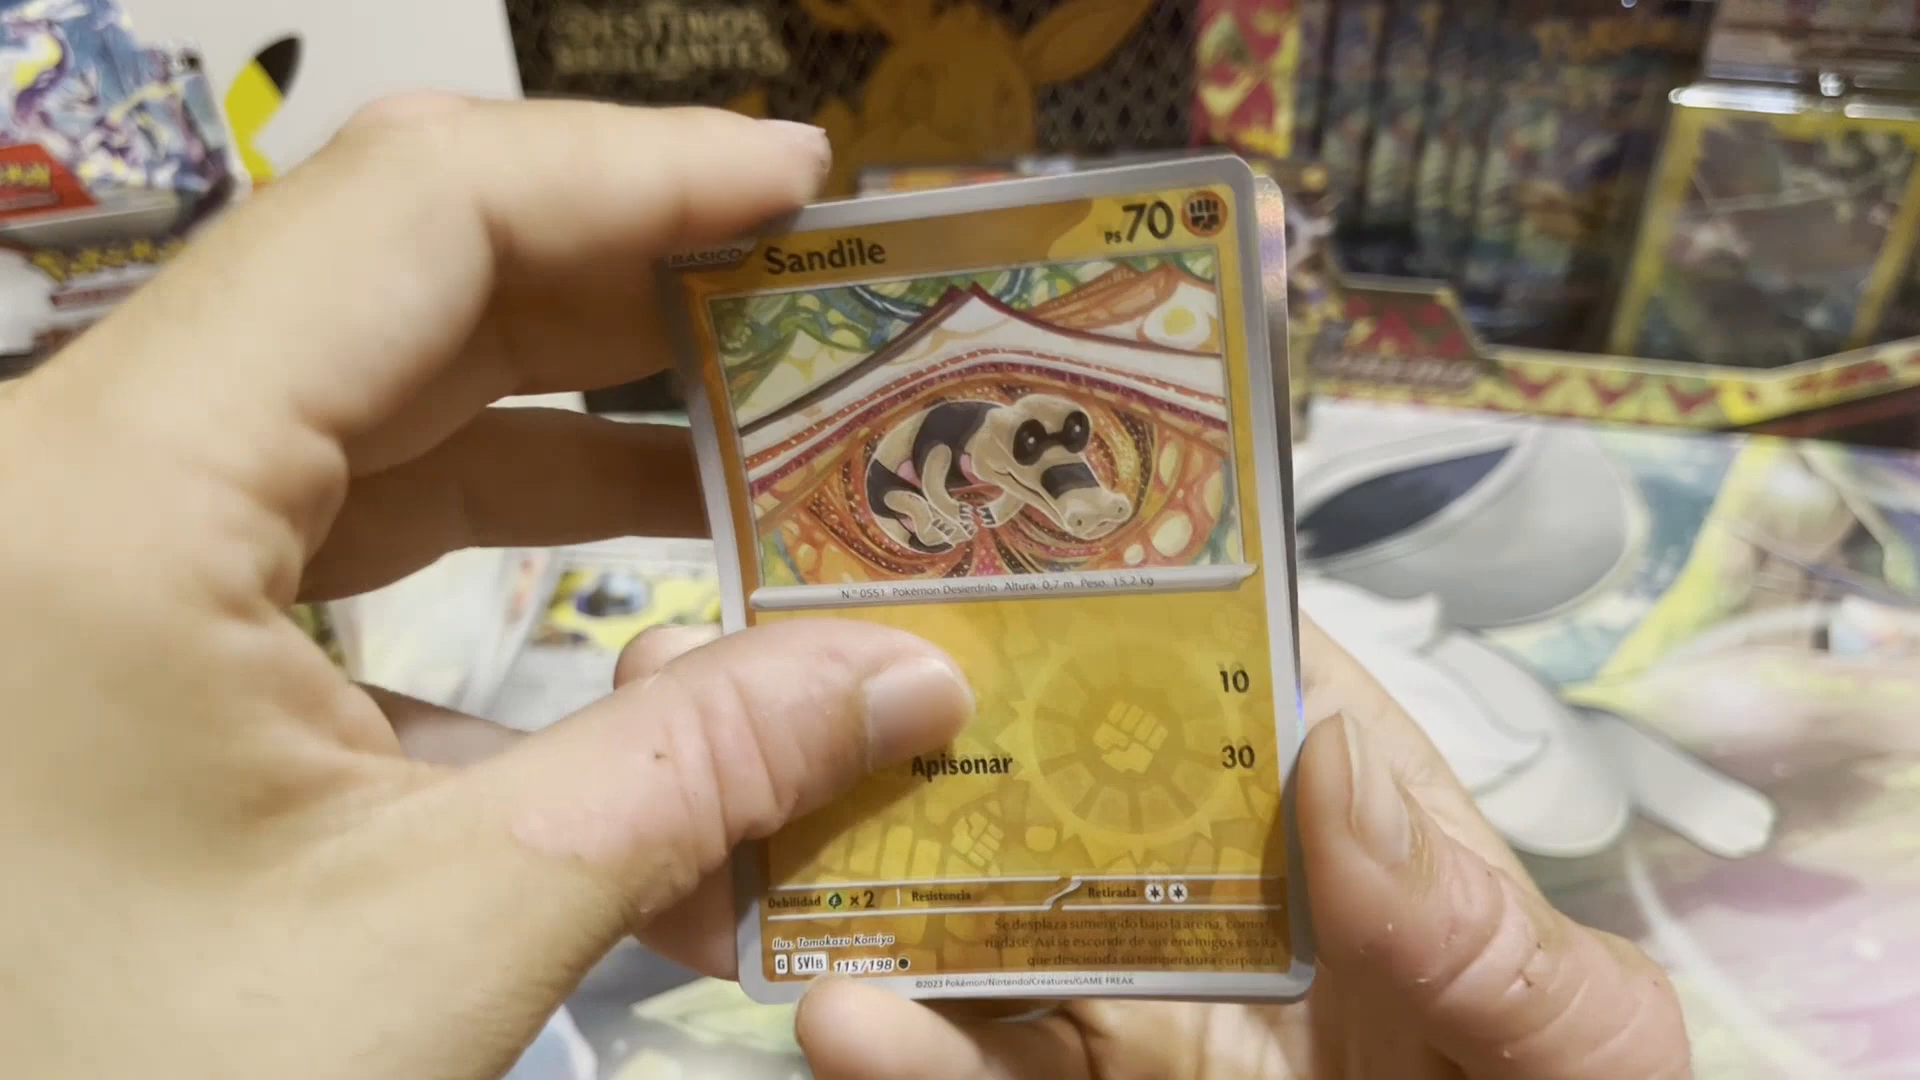 DESTINOS
BRILLANTES
Pokémon
BÁSICO
Sandile
PS 70
N.º 0551 Pokémon Desierdrilo Altura: 0,7 m. Peso: 15,2 kg
10
Apisonar
30
Debilidad ×2 Resistencia Retirada
Se desplaza sumergido bajo la arena, como si
nadase. Así se esconde de sus enemigos y evita
que descienda su temperatura corporal.
Ilus. Tomokazu Komiya
G SVI ES 115/198
©2023 Pokémon/Nintendo/Creatures/GAME FREAK